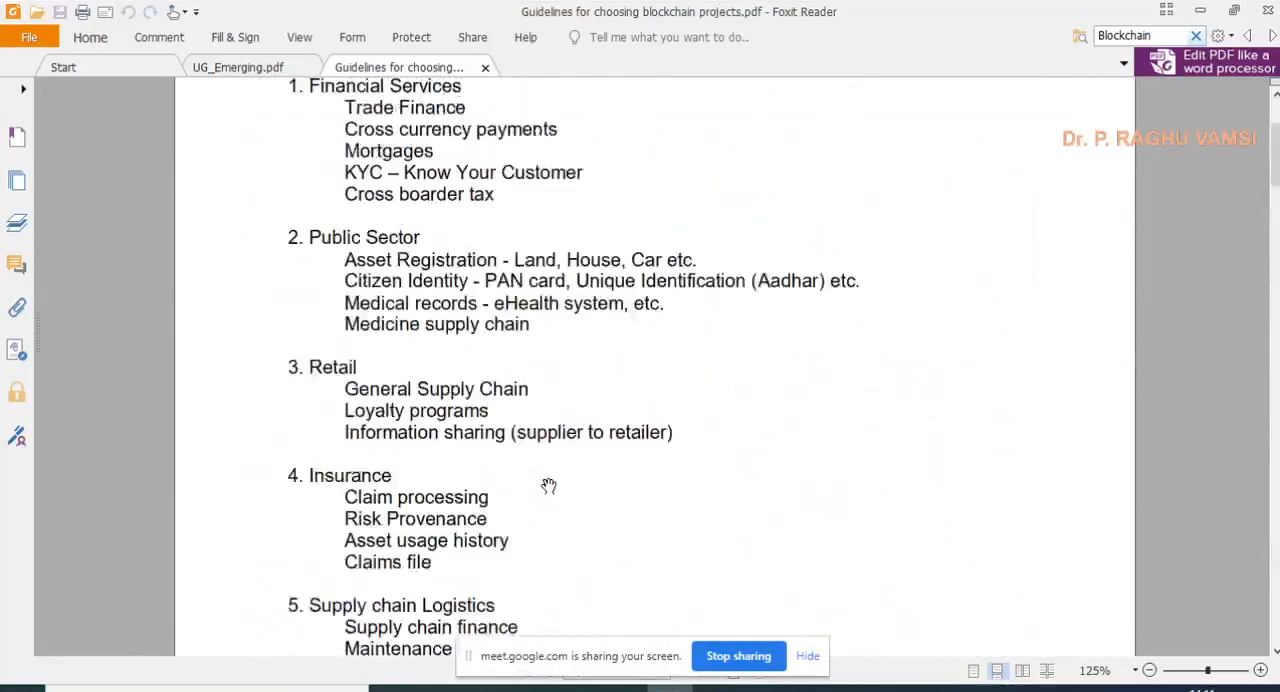 Guidelines for choosing blockchain projects.pdf - Foxit Reader
File Home Comment Fill & Sign View Form Protect Share Help Tell me what you want to do..
Blockchain
Start UG_Emerging.pdf Guidelines for choosing...
Edit PDF like a
word processor
Dr. P. RAGHU VAMSI
1. Financial Services
Trade Finance
Cross currency payments
Mortgages
KYC – Know Your Customer
Cross boarder tax
2. Public Sector
Asset Registration - Land, House, Car etc.
Citizen Identity - PAN card, Unique Identification (Aadhar) etc.
Medical records - eHealth system, etc.
Medicine supply chain
3. Retail
General Supply Chain
Loyalty programs
Information sharing (supplier to retailer)
4. Insurance
Claim processing
Risk Provenance
Asset usage history
Claims file
5. Supply chain Logistics
Supply chain finance
Maintenance
meet.google.com is sharing your screen. Stop sharing Hide
125%